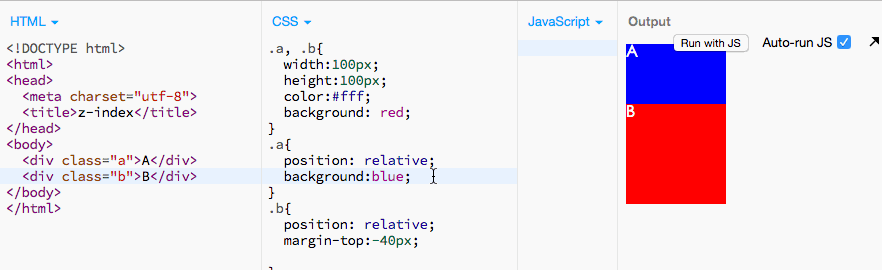 HTML
<!DOCTYPE html>
<html>
<head>
<meta charset="utf-8">
<title>z-index</title>
</head>
<body>
<div class="a">A</div>
<div class="b">B</div>
</body>
</html>
CSS
.a, .b{
width:100px;
height:100px;
color:#fff;
background: red;
}
.a{
position: relative;
background:blue;
}
.b{
position: relative;
margin-top:-40px;
}
JavaScript
Output
Run with JS
Auto-run JS
A
B